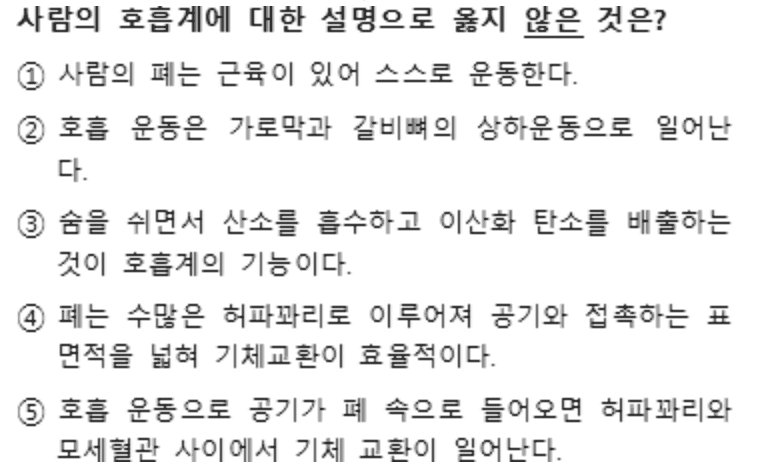 사람의 호흡계에 대한 설명으로 옳지 않은 것은?
① 사람의 폐는 근육이 있어 스스로 운동한다.
② 호흡 운동은 가로막과 갈비뼈의 상하운동으로 일어난
다.
③ 숨을 쉬면서 산소를 흡수하고 이산화 탄소를 배출하는
것이 호흡계의 기능이다.
④ 폐는 수많은 허파꽈리로 이루어져 공기와 접촉하는 표
면적을 넓혀 기체교환이 효율적이다.
⑤ 호흡 운동으로 공기가 폐 속으로 들어오면 허파꽈리와
모세혈관 사이에서 기체 교환이 일어난다.